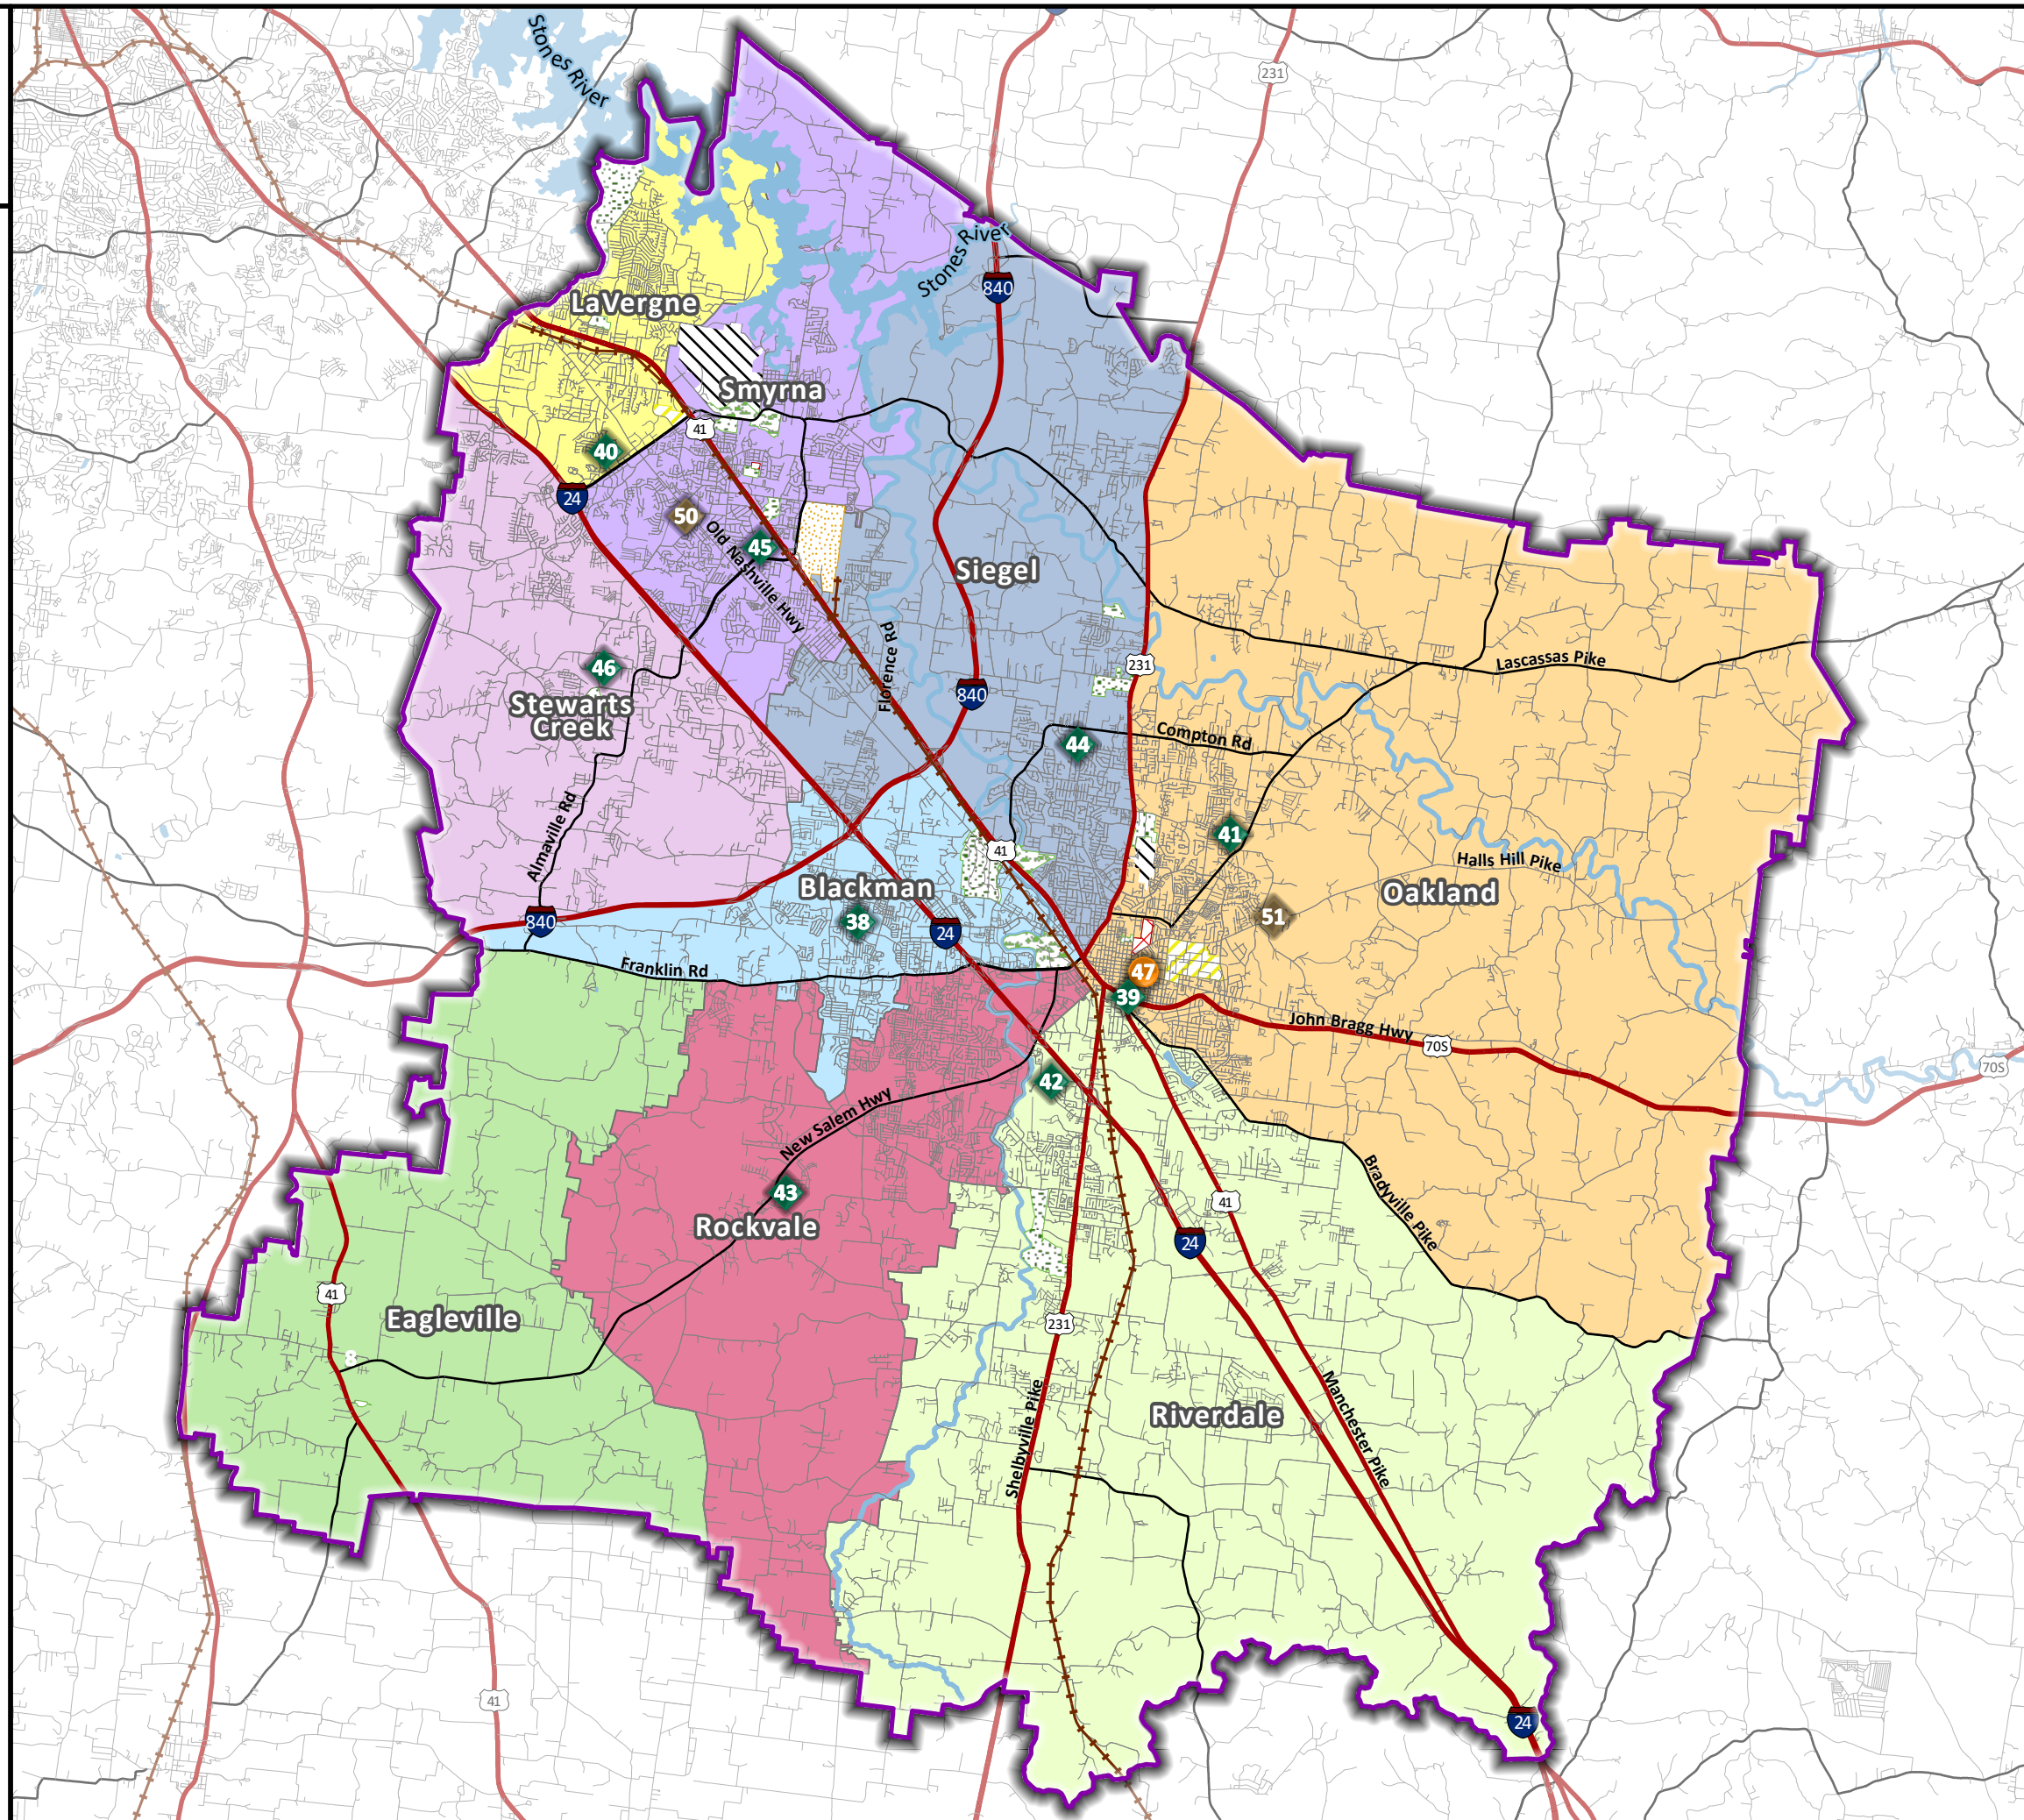 Stones River
231
Stones River
840
LaVergne
Smyrna
41
40
24
50
Old Nashville Hwy
45
Siegel
Florence Rd
46
231
Lascassas Pike
Stewarts
Creek
840
44
Compton Rd
Almaville Rd
41
41
Halls Hill Pike
Blackman
Oakland
38
840
24
51
Franklin Rd
47
39
John Bragg Hwy
70S
70S
42
New Salem Hwy
43
Rockvale
Bradyville Pike
41
24
41
Eagleville
231
8
Shelbyville Pike
Riverdale
Manchester Pike
41
24